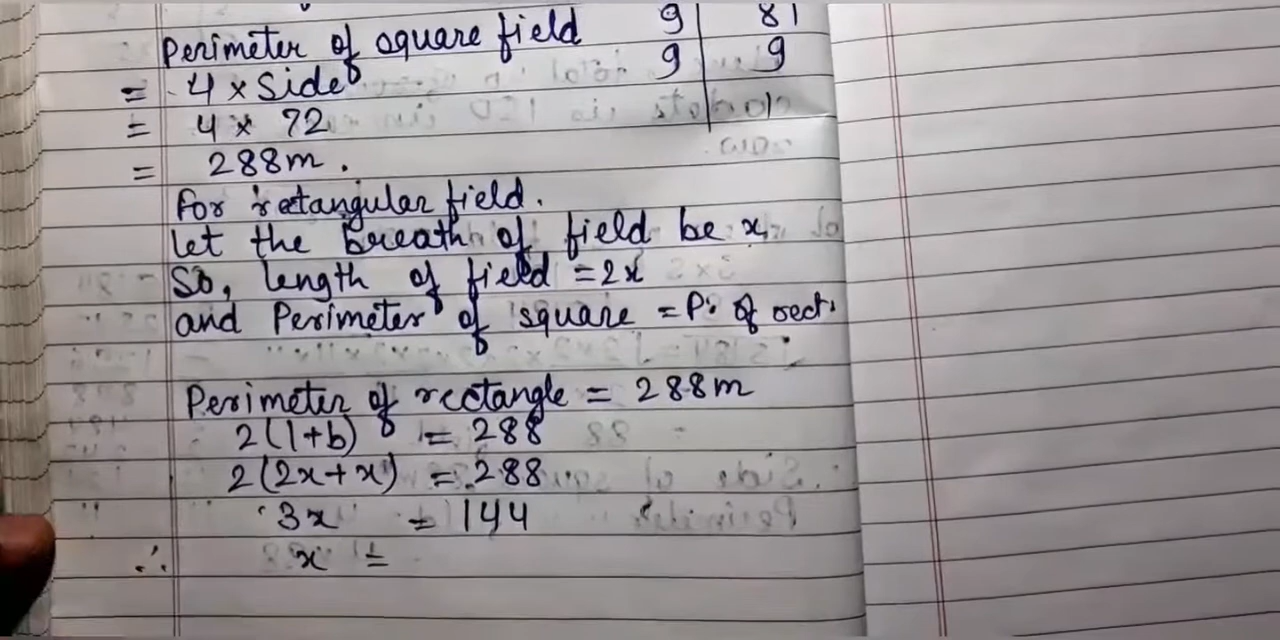 Perimeter of square field 9 | 81
9 | 9
= 4 x Side
= 4 x 72
= 288m.
For rectangular field.
Let the breath of field be x,
So, length of field = 2x
and Perimeter of square = P. of rect.
Perimeter of rectangle = 288m
2(l+b) = 288
2(2x+x) = 288
3x = 144
∴ x =